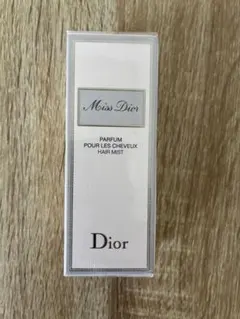 Miss Dior
PARFUM
POUR LES CHEVEUX
HAIR MIST
Dior